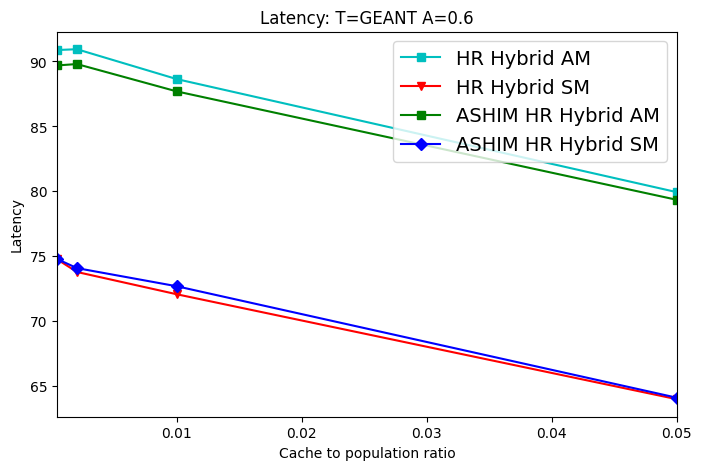 Latency: T=GEANT A=0.6
HR Hybrid AM
HR Hybrid SM
ASHIM HR Hybrid AM
ASHIM HR Hybrid SM
Latency
90
85
80
75
70
65
0.01 0.02 0.03 0.04 0.05
Cache to population ratio